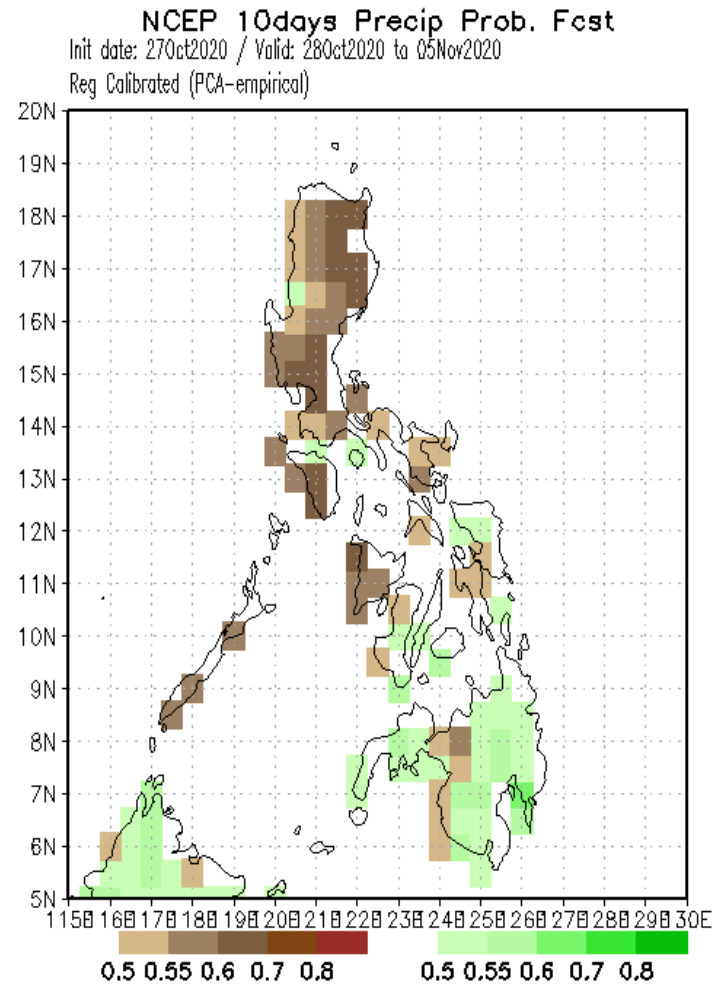 NCEP 10days Precip Prob. Fcst
Init date: 27Oct2020 / Valid: 28Oct2020 to 05Nov2020
Reg Calibrated (PCA-empirical)
20N
19N
18N
17N
16N
15N
14N
13N
12N
11N
10N
9N
8N
7N
6N
5N
115E 116E 117E 118E 119E 120E 121E 122E 123E 124E 125E 126E 127E 128E 129E 130E
0.5 0.55 0.6 0.7 0.8
0.5 0.55 0.6 0.7 0.8